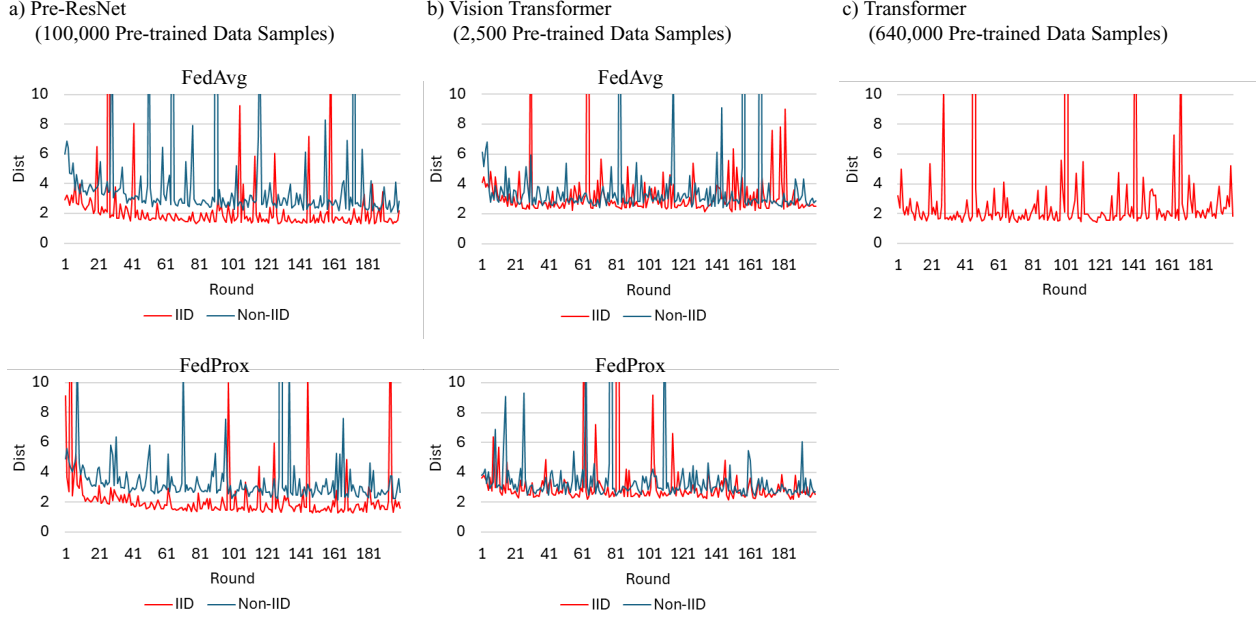 a) Pre-ResNet
(100,000 Pre-trained Data Samples)
b) Vision Transformer
(2,500 Pre-trained Data Samples)
c) Transformer
(640,000 Pre-trained Data Samples)
FedAvg
10
8
6
4
2
0
Dist
1 21 41 61 81 101 121 141 161 181
Round
IID Non-IID
FedAvg
10
8
6
4
2
0
Dist
1 21 41 61 81 101 121 141 161 181
Round
IID Non-IID
10
8
6
4
2
0
Dist
1 21 41 61 81 101 121 141 161 181
Round
IID
FedProx
10
8
6
4
2
0
Dist
1 21 41 61 81 101 121 141 161 181
Round
IID Non-IID
FedProx
10
8
6
4
2
0
Dist
1 21 41 61 81 101 121 141 161 181
Round
IID Non-IID